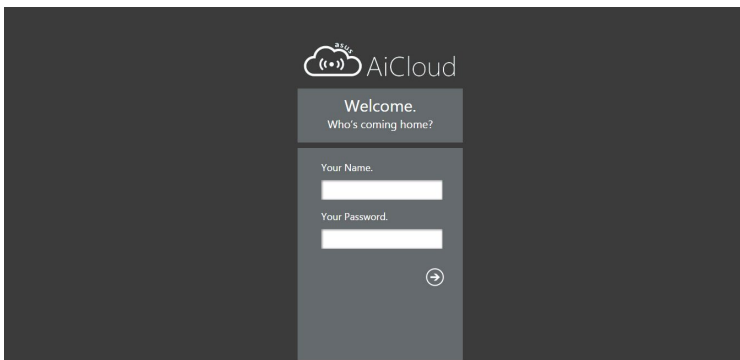 asus
AiCloud
Welcome.
Who's coming home?
Your Name.
Your Password.